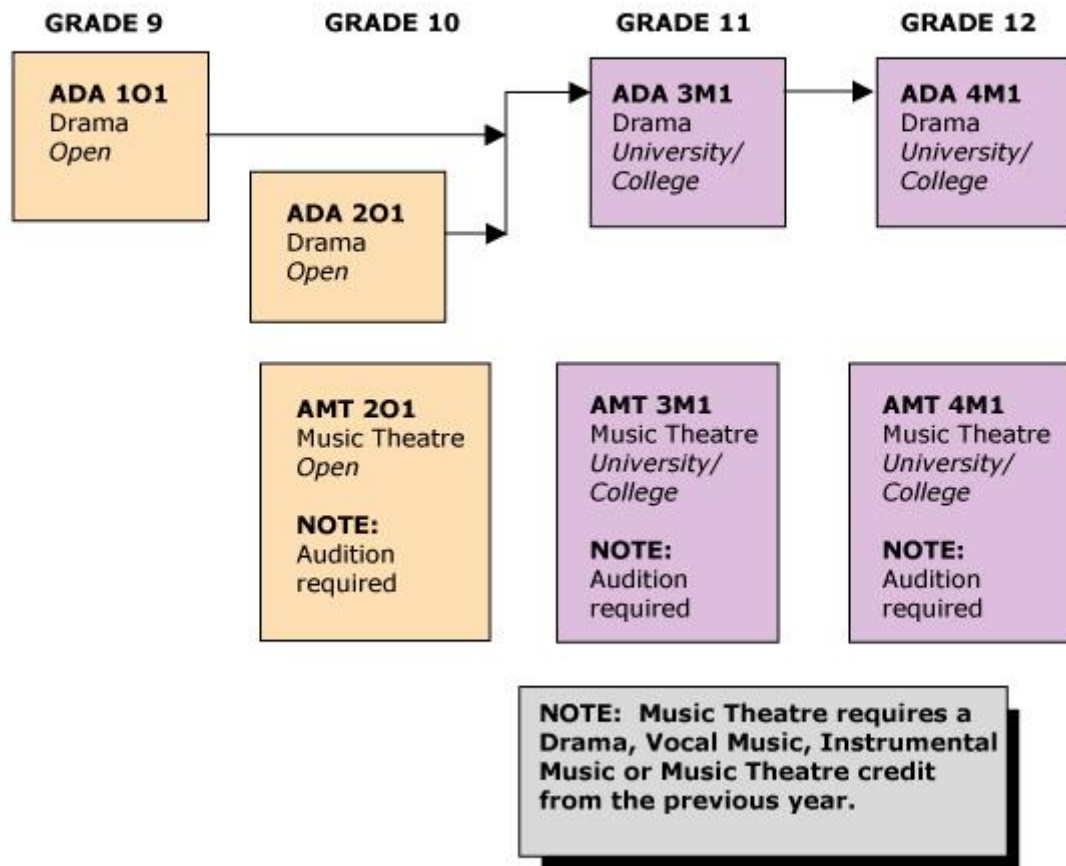 GRADE 9
GRADE 10
GRADE 11
GRADE 12
ADA 1O1
Drama
Open
ADA 2O1
Drama
Open
ADA 3M1
Drama
University/
College
ADA 4M1
Drama
University/
College
AMT 2O1
Music Theatre
Open
NOTE:
Audition
required
AMT 3M1
Music Theatre
University/
College
NOTE:
Audition
required
AMT 4M1
Music Theatre
University/
College
NOTE:
Audition
required
NOTE: Music Theatre requires a
Drama, Vocal Music, Instrumental
Music or Music Theatre credit
from the previous year.